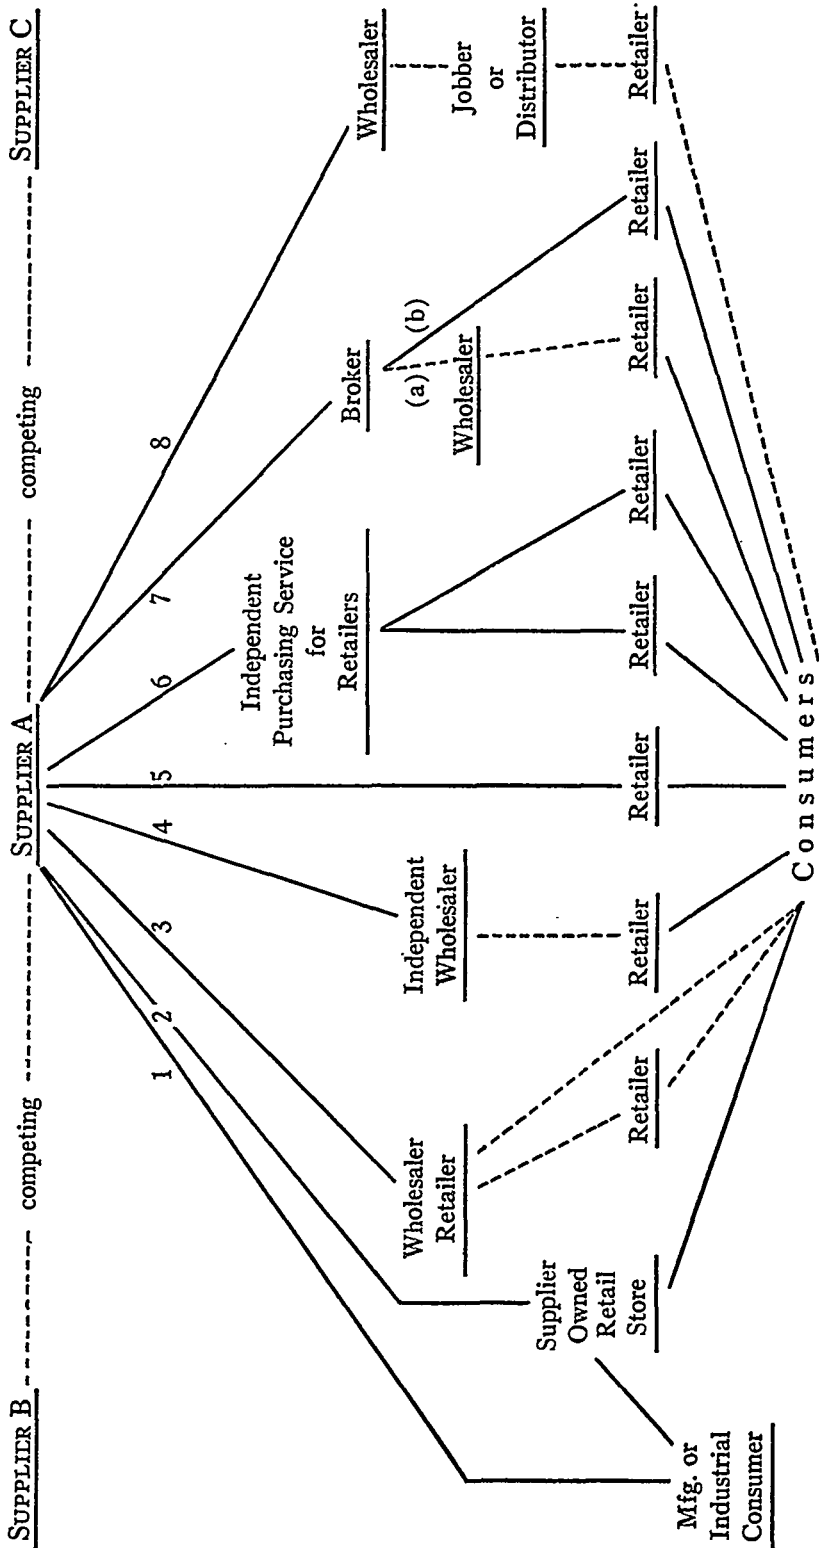 SUPPLIER B ---------- competing ---------- SUPPLIER A ---------- competing ---------- SUPPLIER C
1
2
3
4
5
6
7
8
Mfg. or
Industrial
Consumer
Supplier
Owned
Retail
Store
Wholesaler
Retailer
Retailer
Independent
Wholesaler
Retailer
Retailer
Independent
Purchasing Service
for
Retailers
Retailer
Retailer
Broker
(a)
(b)
Wholesaler
Retailer
Retailer
Wholesaler
Jobber
or
Distributor
Retailer
Consumers